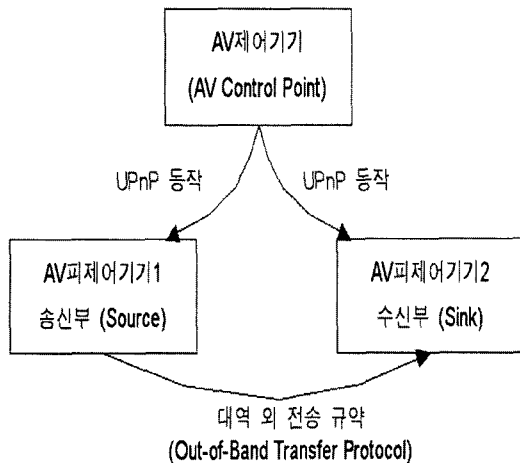 AV제어기기
(AV Control Point)
UPnP 동작
UPnP 동작
AV피제어기기1
송신부 (Source)
AV피제어기기2
수신부 (Sink)
대역 외 전송 규약
(Out-of-Band Transfer Protocol)